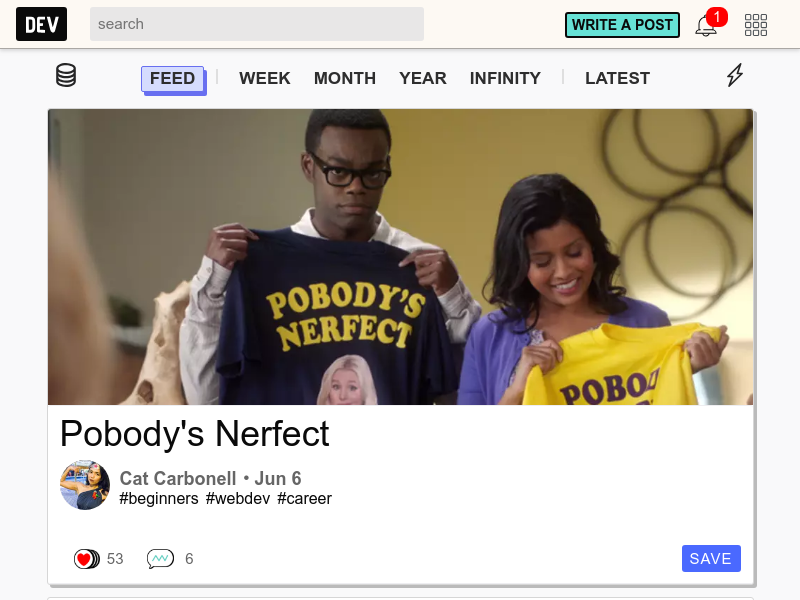 DEV
search
WRITE A POST
1
FEED
WEEK
MONTH
YEAR
INFINITY
LATEST
POBODY'S
NERFECT
Pobody's Nerfect
Cat Carbonell • Jun 6
#beginners #webdev #career
53
6
SAVE